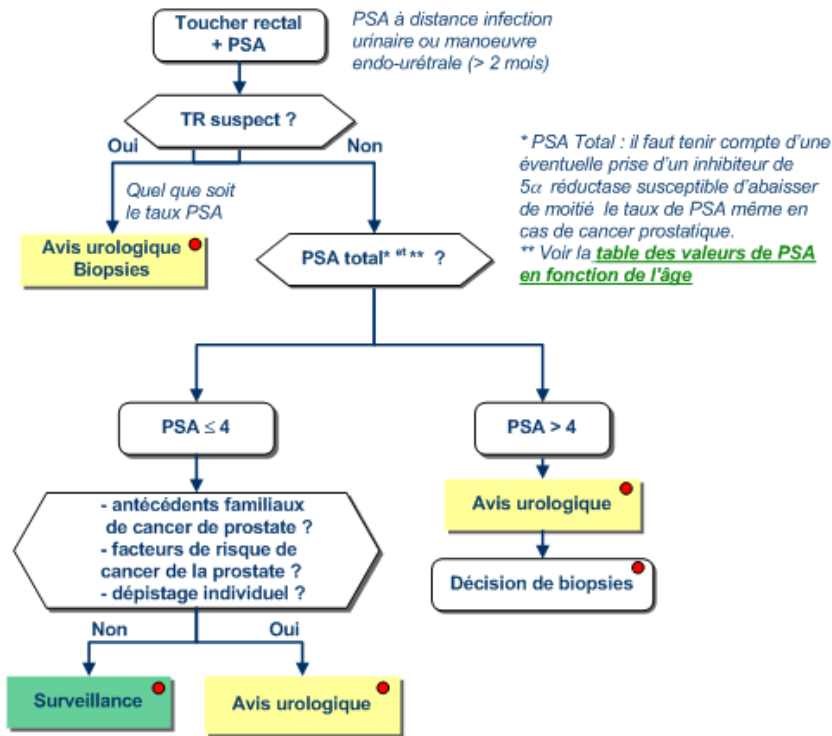 Toucher rectal
+ PSA
PSA à distance infection
urinaire ou manoeuvre
endo-urétrale (> 2 mois)
TR suspect ?
Oui
Non
Quel que soit
le taux PSA
* PSA Total : il faut tenir compte d'une
éventuelle prise d'un inhibiteur de
5α réductase susceptible d'abaisser
de moitié le taux de PSA même en
cas de cancer prostatique.
** Voir la table des valeurs de PSA
en fonction de l'âge
Avis urologique
Biopsies
PSA total* et ** ?
PSA ≤ 4
PSA > 4
- antécédents familiaux
de cancer de prostate ?
- facteurs de risque de
cancer de la prostate ?
- dépistage individuel ?
Avis urologique
Décision de biopsies
Non
Oui
Surveillance
Avis urologique